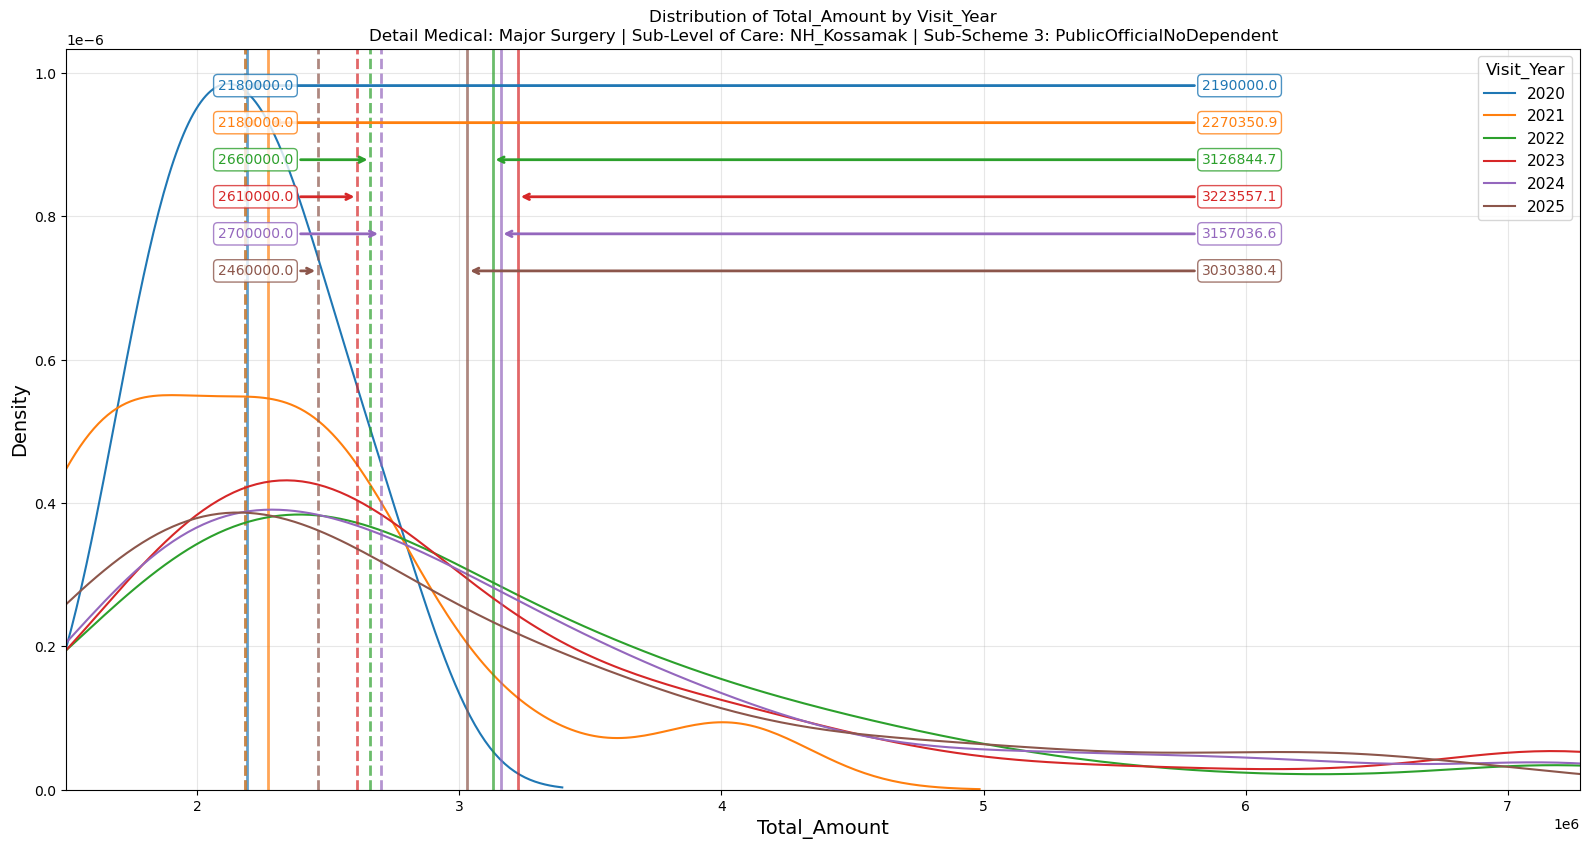 Distribution of Total_Amount by Visit_Year
Detail Medical: Major Surgery | Sub-Level of Care: NH_Kossamak | Sub-Scheme 3: PublicOfficialNoDependent
1e−6
Visit_Year
2020
2021
2022
2023
2024
2025
2180000.0 2190000.0
2180000.0 2270350.9
2660000.0 3126844.7
2610000.0 3223557.1
2700000.0 3157036.6
2460000.0 3030380.4
1.0
0.8
0.6
0.4
0.2
0.0
Density
2 3 4 5 6 7
1e6
Total_Amount